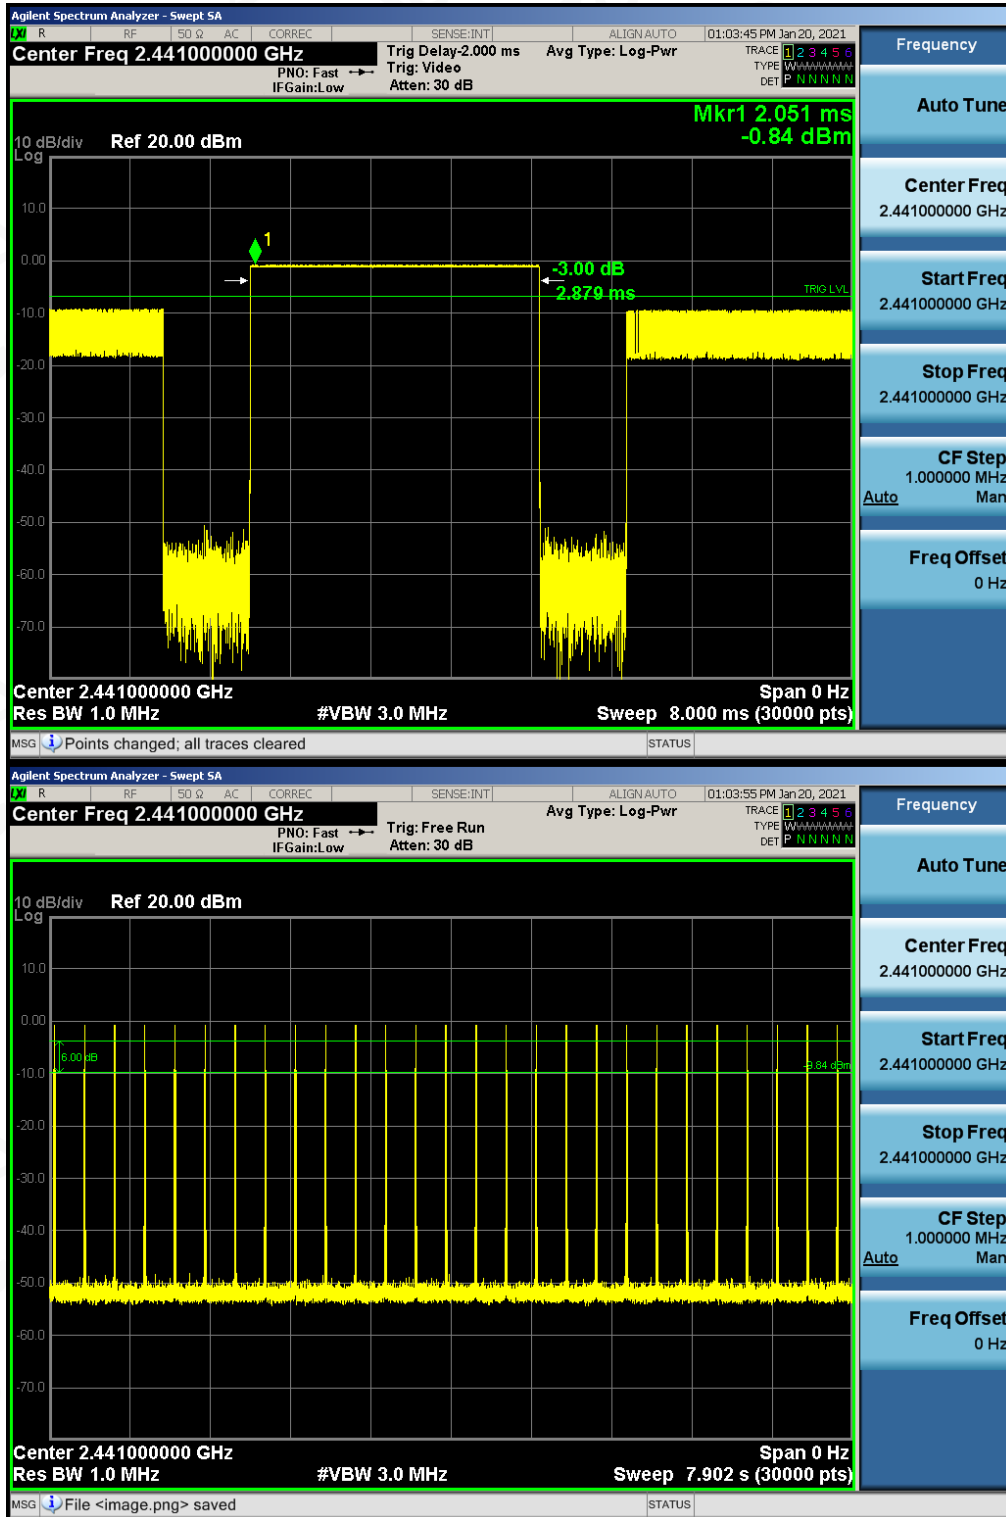 Agilent Spectrum Analyzer - Swept SA
LXI R RF 50 Ω AC CORREC SENSE:INT ALIGN AUTO 01:03:45 PM Jan 20, 2021
Center Freq 2.441000000 GHz Trig Delay-2.000 ms Avg Type: Log-Pwr TRACE 1 2 3 4 5 6
PNO: Fast Trig: Video TYPE WWWWWW
IFGain:Low Atten: 30 dB DET P N N N N N
Mkr1 2.051 ms
-0.84 dBm
10 dB/div Ref 20.00 dBm
Log
10.0
1
0.00
-3.00 dB
2.879 ms
TRIG LVL
-10.0
-20.0
-30.0
-40.0
-50.0
-60.0
-70.0
Center 2.441000000 GHz Span 0 Hz
Res BW 1.0 MHz #VBW 3.0 MHz Sweep 8.000 ms (30000 pts)
MSG Points changed; all traces cleared STATUS
Frequency
Auto Tune
Center Freq
2.441000000 GHz
Start Freq
2.441000000 GHz
Stop Freq
2.441000000 GHz
CF Step
1.000000 MHz
Auto Man
Freq Offset
0 Hz
Agilent Spectrum Analyzer - Swept SA
LXI R RF 50 Ω AC CORREC SENSE:INT ALIGN AUTO 01:03:55 PM Jan 20, 2021
Center Freq 2.441000000 GHz Avg Type: Log-Pwr TRACE 1 2 3 4 5 6
PNO: Fast Trig: Free Run TYPE WWWWWW
IFGain:Low Atten: 30 dB DET P N N N N N
10 dB/div Ref 20.00 dBm
Log
10.0
0.00
6.00 dB
-9.84 dBm
-10.0
-20.0
-30.0
-40.0
-50.0
-60.0
-70.0
Center 2.441000000 GHz Span 0 Hz
Res BW 1.0 MHz #VBW 3.0 MHz Sweep 7.902 s (30000 pts)
MSG File <image.png> saved STATUS
Frequency
Auto Tune
Center Freq
2.441000000 GHz
Start Freq
2.441000000 GHz
Stop Freq
2.441000000 GHz
CF Step
1.000000 MHz
Auto Man
Freq Offset
0 Hz